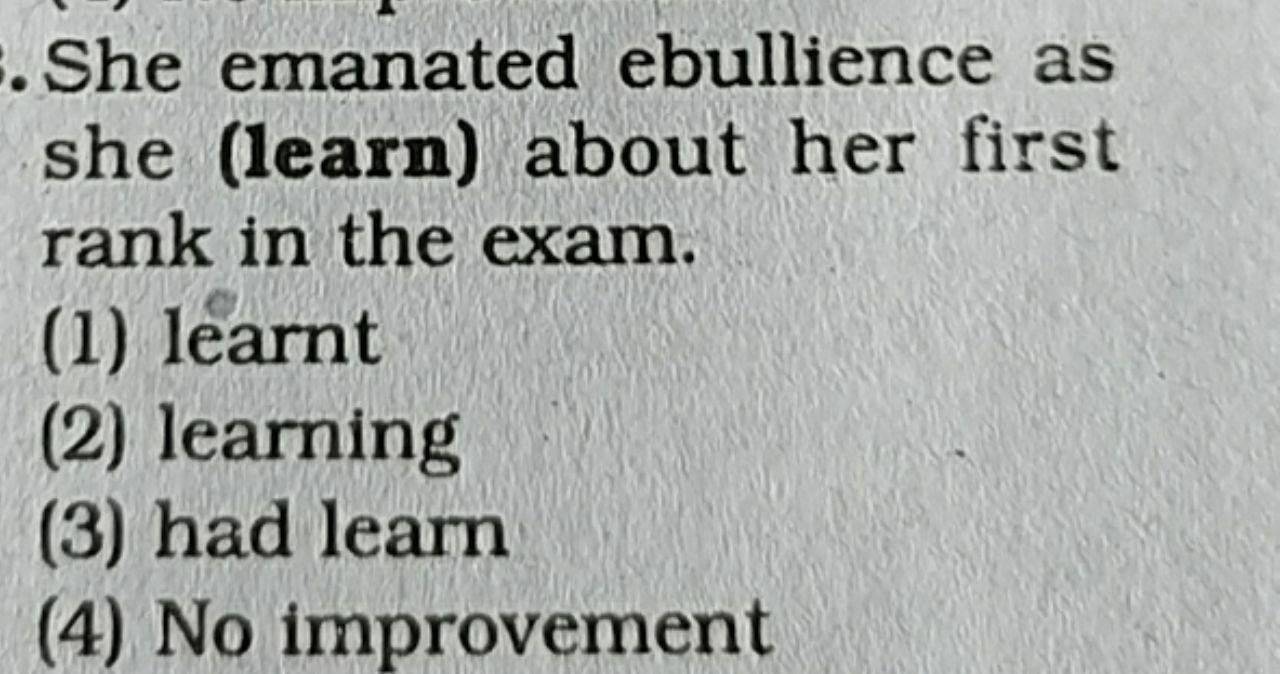 . She emanated ebullience as
she (learn) about her first
rank in the exam.
(1) learnt
(2) learning
(3) had learn
(4) No improvement